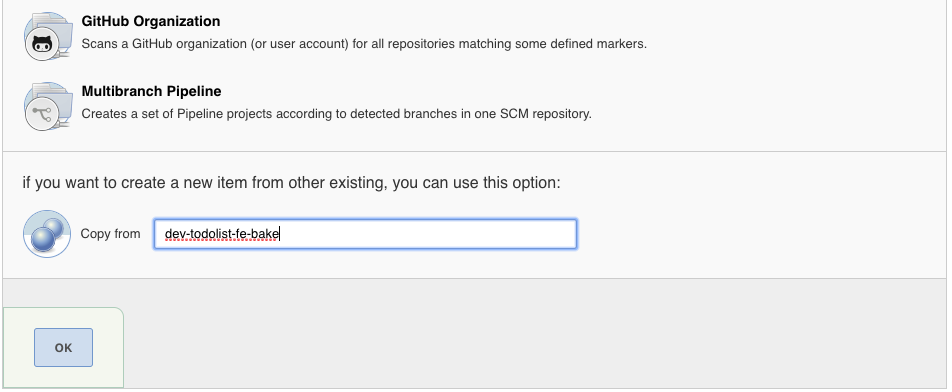 GitHub Organization
Scans a GitHub organization (or user account) for all repositories matching some defined markers.
Multibranch Pipeline
Creates a set of Pipeline projects according to detected branches in one SCM repository.
if you want to create a new item from other existing, you can use this option:
Copy from dev-todolist-fe-bake
OK